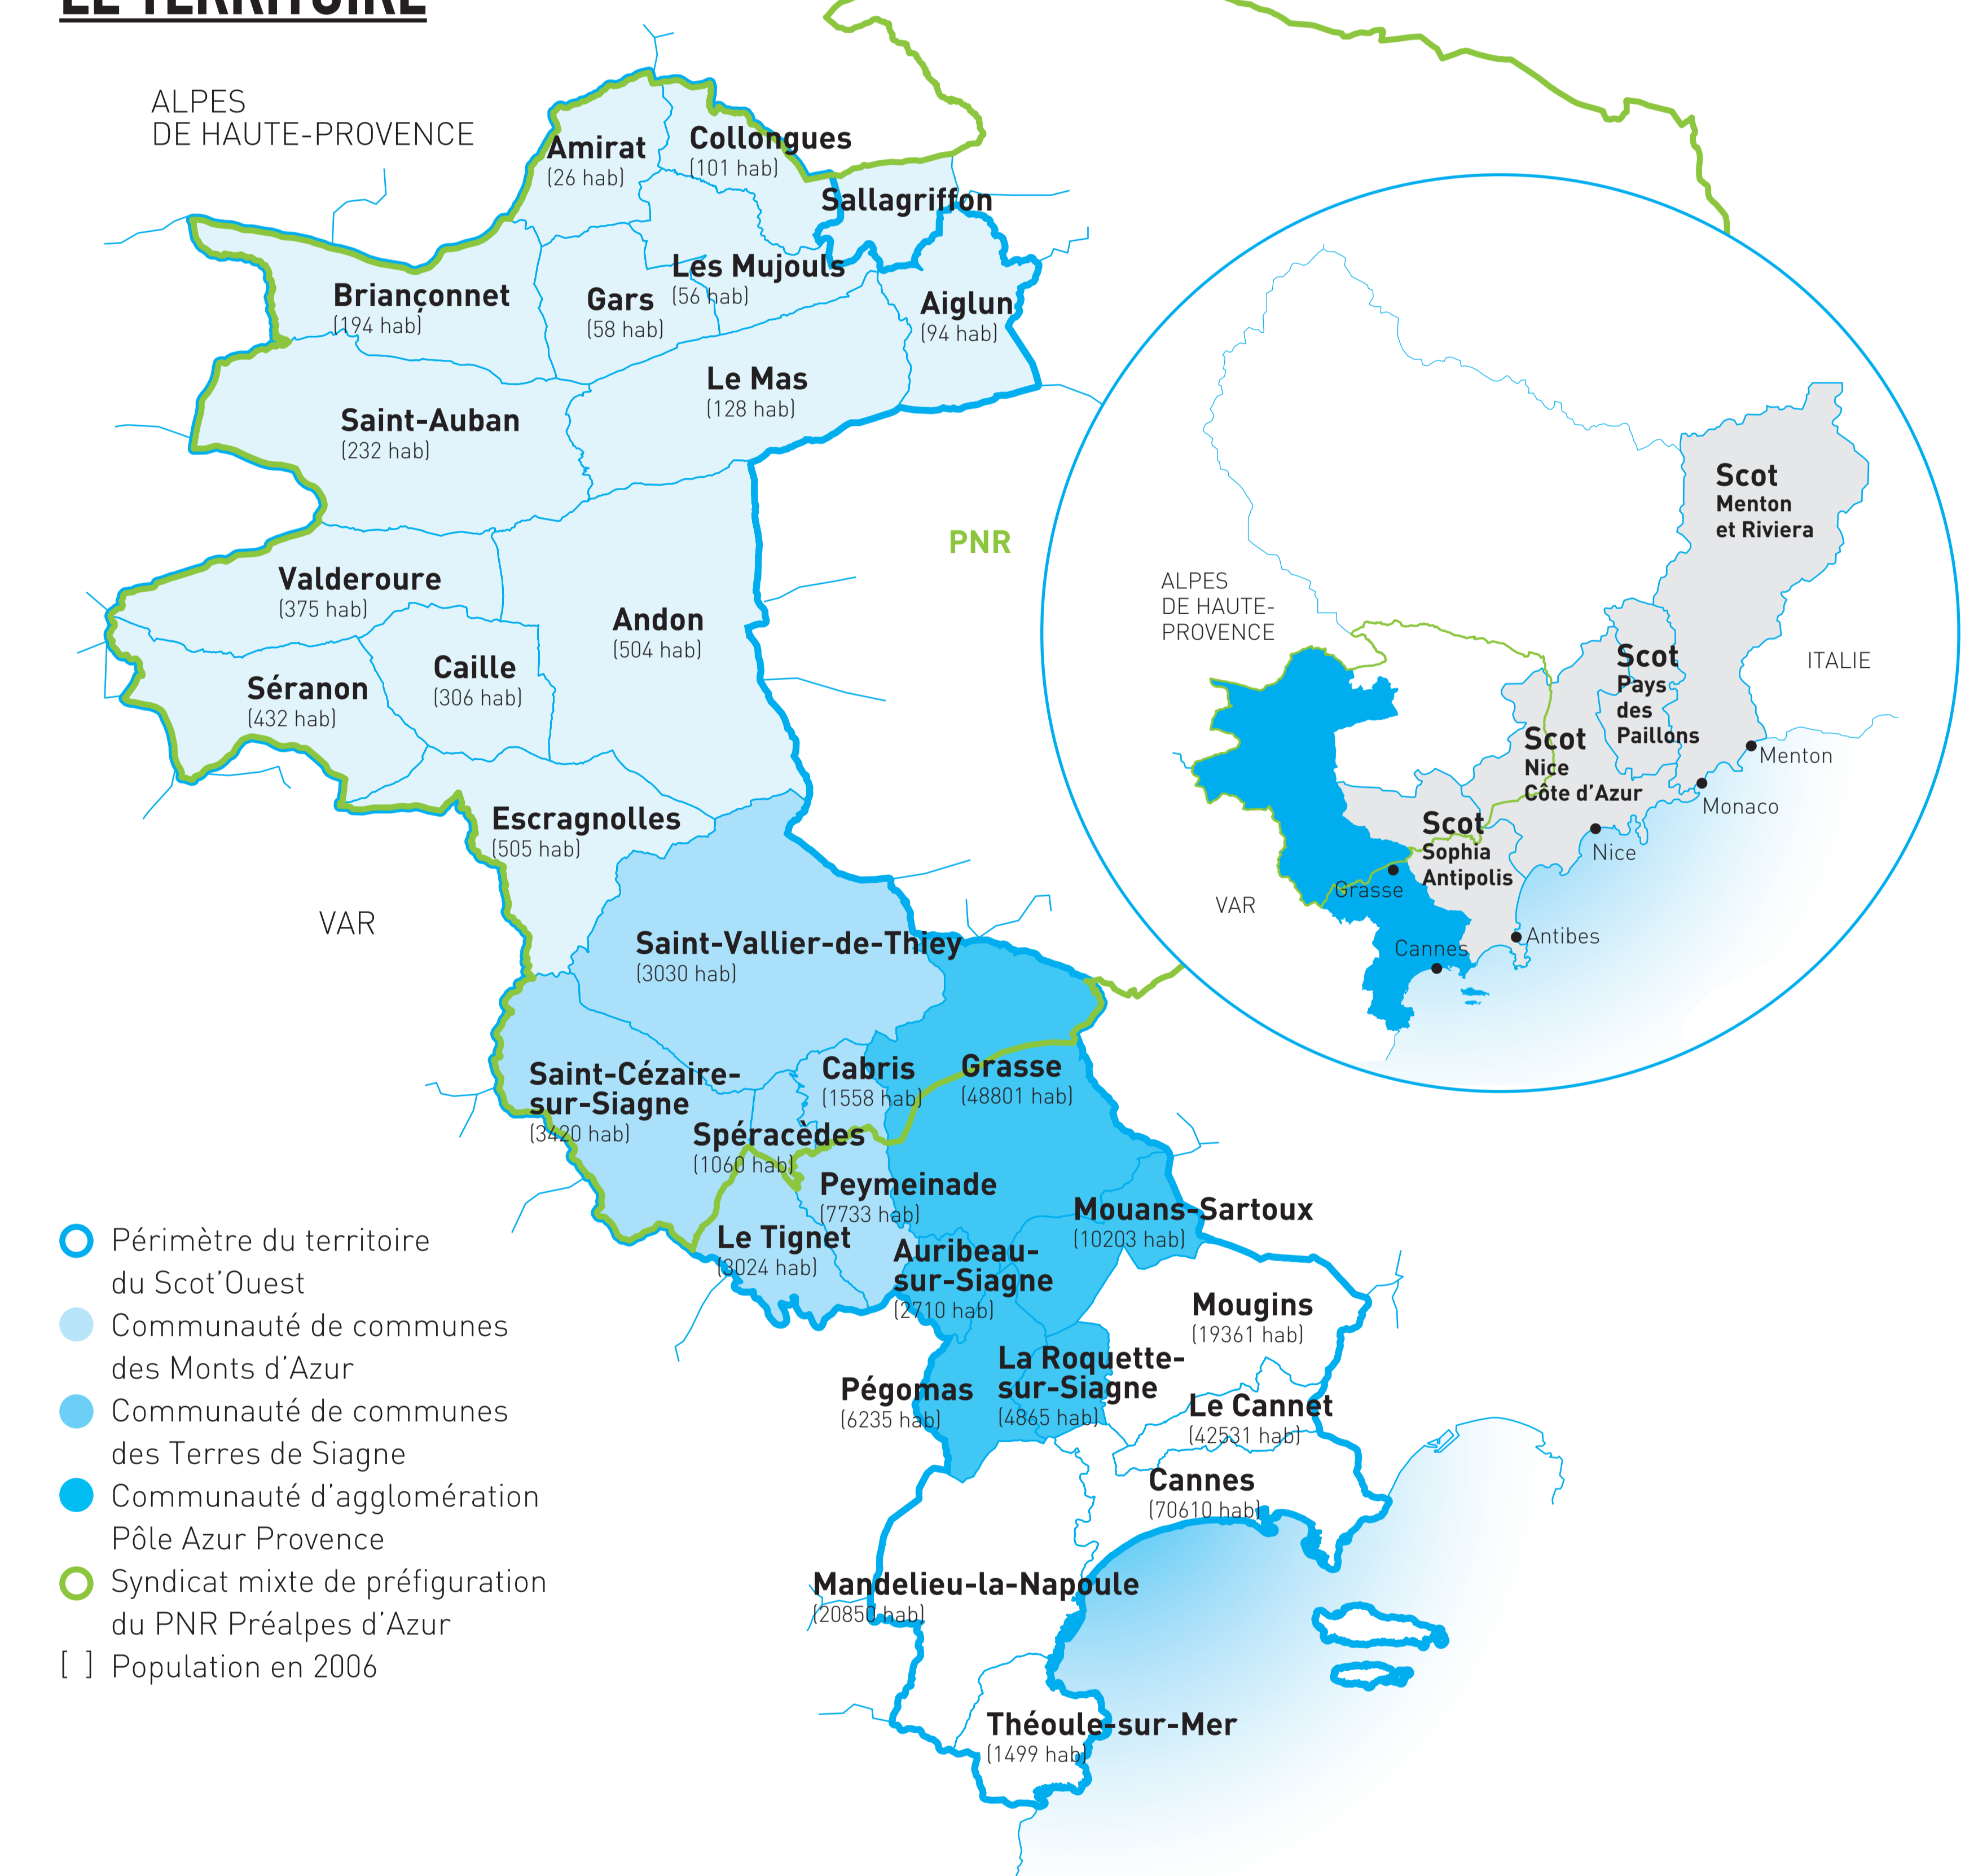 LE TERRITOIRE
ALPES
DE HAUTE-PROVENCE
Amirat
(26 hab)
Collongues
(101 hab)
Sallagriffon
Les Mujouls
(56 hab)
Briançonnet
(194 hab)
Gars
(58 hab)
Aiglun
(94 hab)
Le Mas
(128 hab)
Saint-Auban
(232 hab)
PNR
Valderoure
(375 hab)
Andon
(504 hab)
Caille
(306 hab)
Séranon
(432 hab)
Escragnolles
(505 hab)
VAR
Saint-Vallier-de-Thiey
(3030 hab)
Saint-Cézaire-
sur-Siagne
(3420 hab)
Cabris
(1558 hab)
Grasse
(48801 hab)
Spéracèdes
(1060 hab)
Peymeinade
(7733 hab)
Mouans-Sartoux
(10203 hab)
Le Tignet
(3024 hab)
Auribeau-
sur-Siagne
(2710 hab)
Mougins
(19361 hab)
La Roquette-
sur-Siagne
(4865 hab)
Pégomas
(6235 hab)
Le Cannet
(42531 hab)
Cannes
(70610 hab)
Mandelieu-la-Napoule
(20850 hab)
Théoule-sur-Mer
(1499 hab)
Scot
Menton
et Riviera
ALPES
DE HAUTE-
PROVENCE
ITALIE
Scot
Pays
des
Paillons
Scot
Nice
Côte d'Azur
Menton
Monaco
Scot
Sophia
Antipolis
Nice
Grasse
VAR
Antibes
Cannes
Périmètre du territoire
du Scot'Ouest
Communauté de communes
des Monts d'Azur
Communauté de communes
des Terres de Siagne
Communauté d'agglomération
Pôle Azur Provence
Syndicat mixte de préfiguration
du PNR Préalpes d'Azur
[ ] Population en 2006